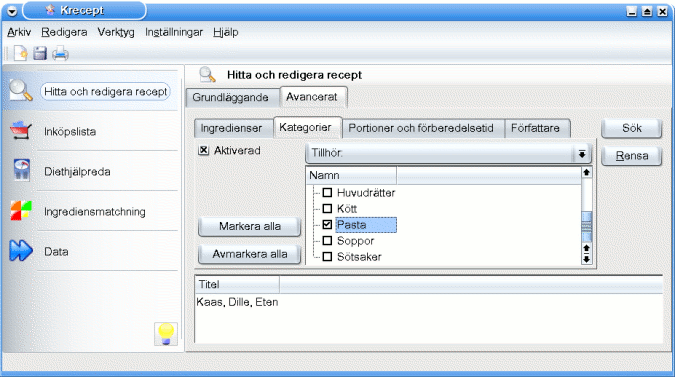 Krecept
Arkiv Redigera Verktyg Inställningar Hjälp
Hitta och redigera recept
Inköpslista
Diethjälpreda
Ingrediensmatchning
Data
Hitta och redigera recept
Grundläggande Avancerat
Ingredienser Kategorier Portioner och förberedelsetid Författare
Sök
Rensa
Aktiverad
Tillhör:
Namn
Huvudrätter
Kött
Pasta
Soppor
Sötsaker
Markera alla
Avmarkera alla
Titel
Kaas, Dille, Eten